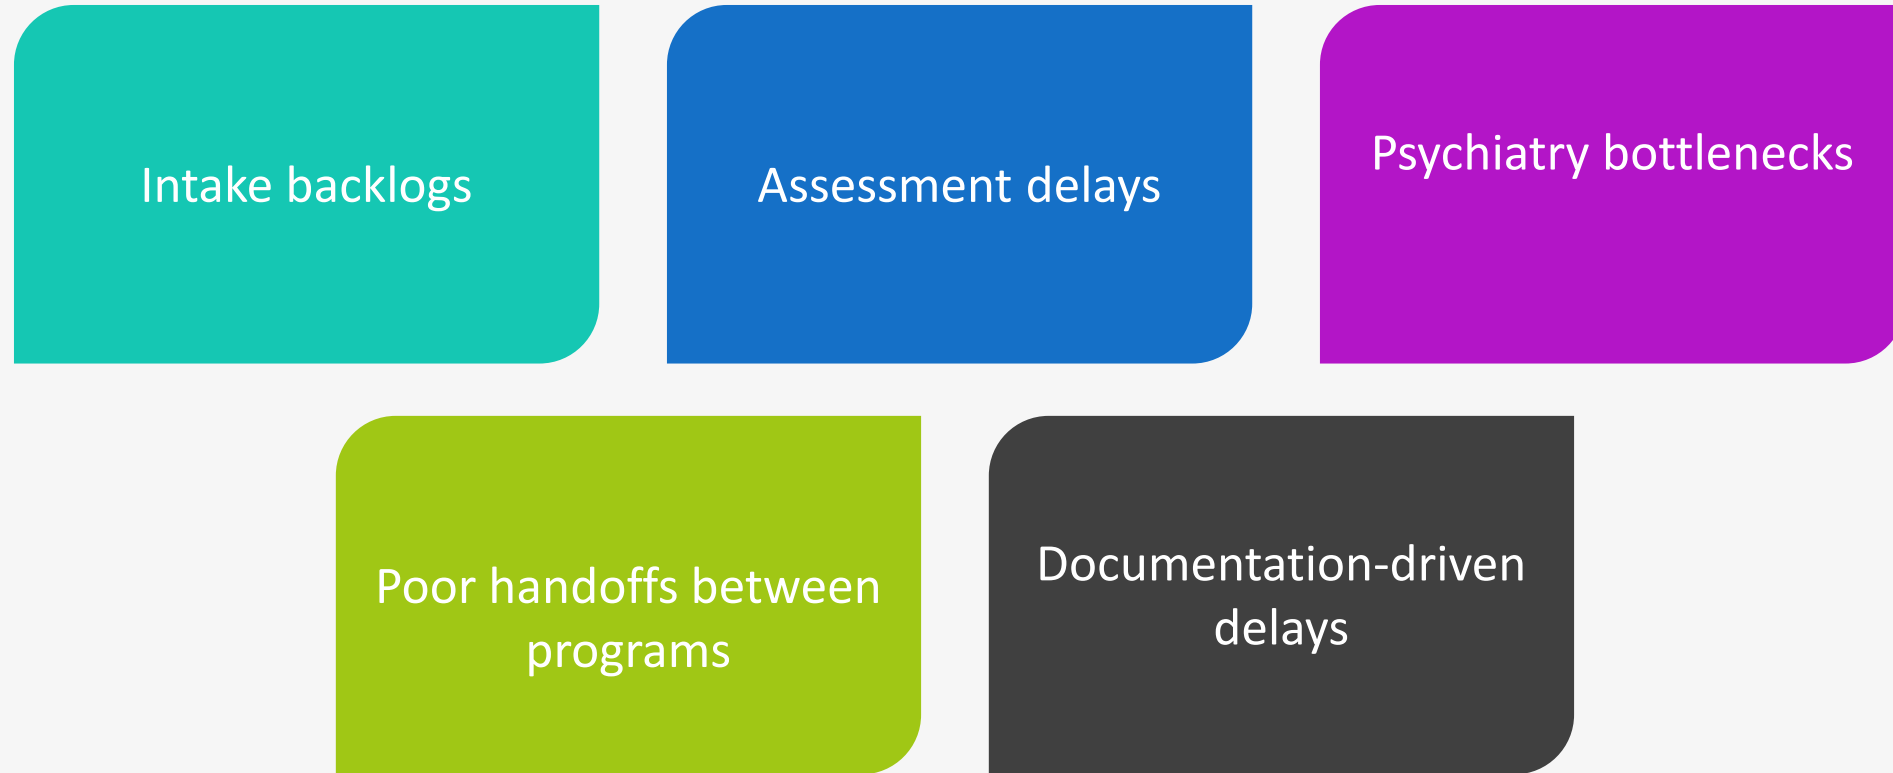 Intake backlogs
Assessment delays
Psychiatry bottlenecks
Poor handoffs between
programs
Documentation-driven
delays